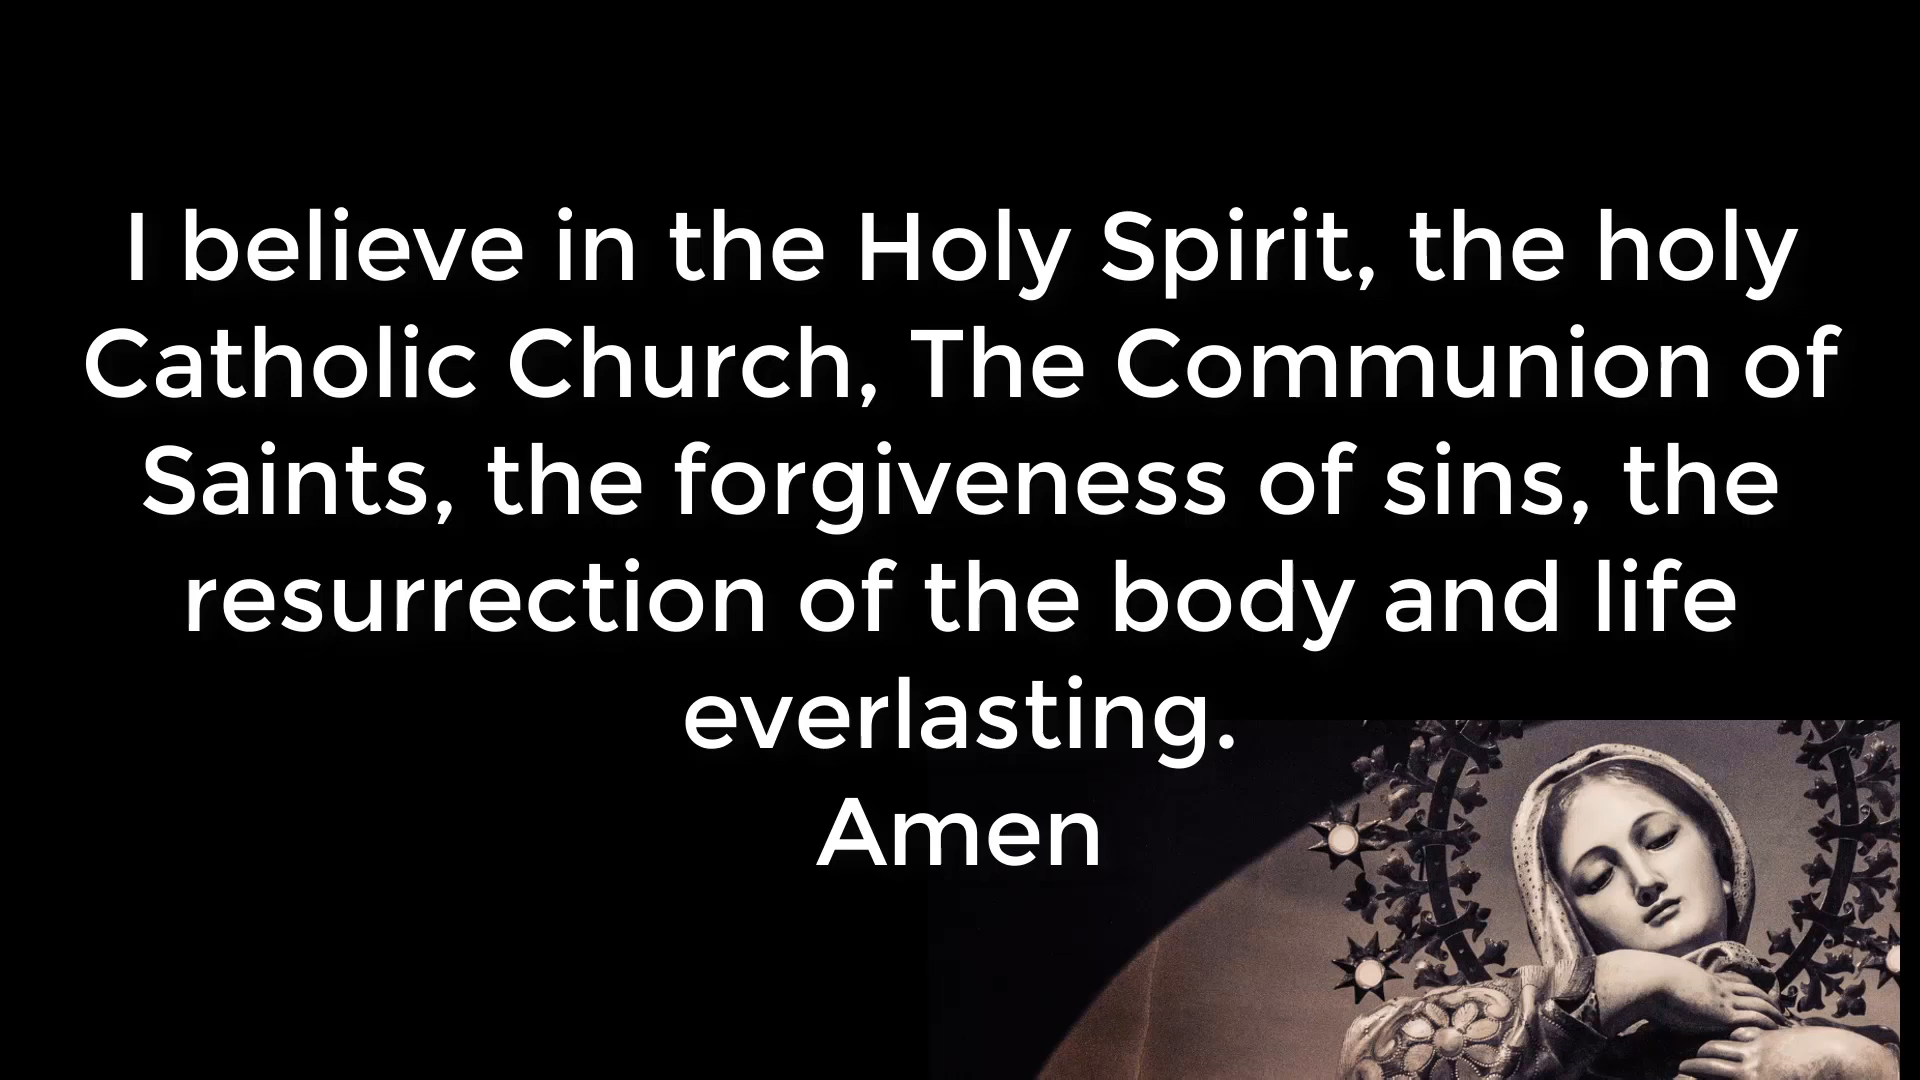 I believe in the Holy Spirit, the holy
Catholic Church, The Communion of
Saints, the forgiveness of sins, the
resurrection of the body and life
everlasting.
Amen